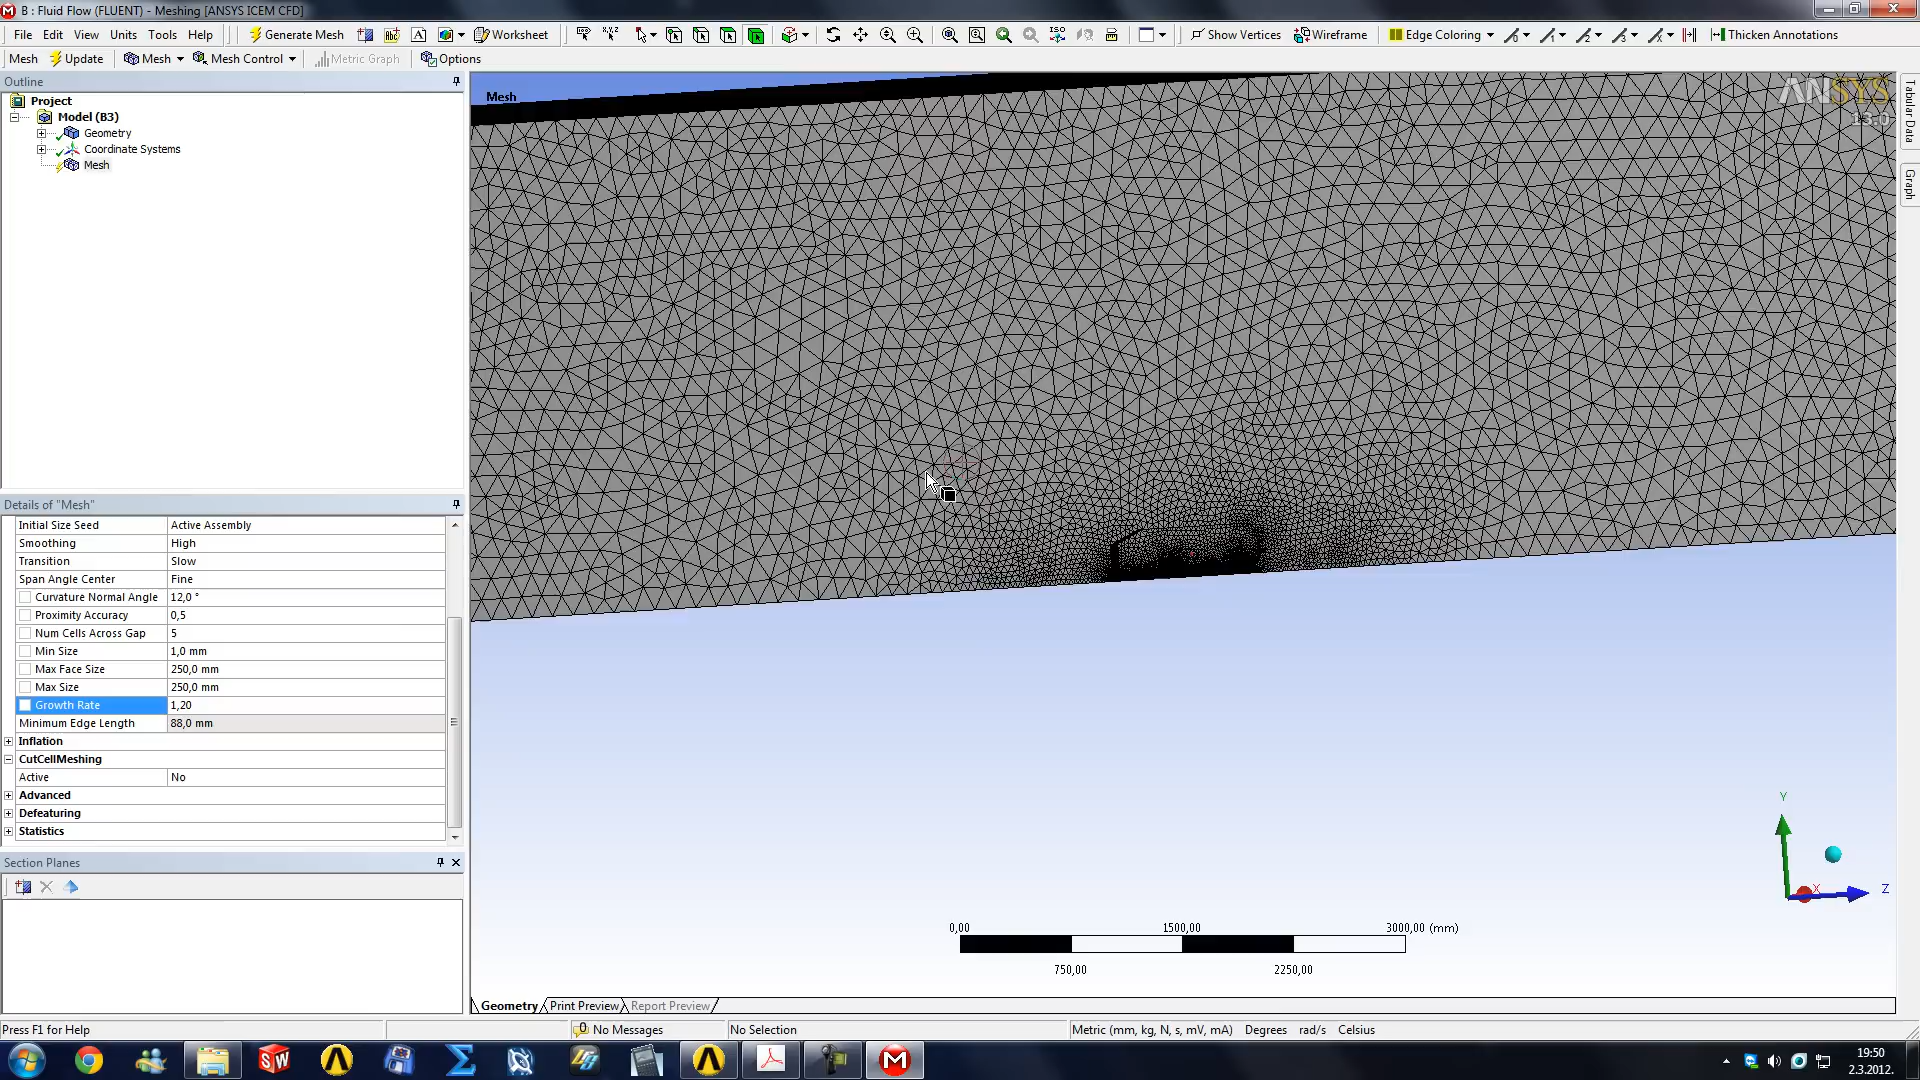 B : Fluid Flow (FLUENT) - Meshing [ANSYS ICEM CFD]
File Edit View Units Tools Help Generate Mesh Worksheet Show Vertices Wireframe Edge Coloring Thicken Annotations
Mesh Update Mesh Mesh Control Metric Graph Options
Outline
Project
Model (B3)
Geometry
Coordinate Systems
Mesh
Details of "Mesh"
Initial Size Seed Active Assembly
Smoothing High
Transition Slow
Span Angle Center Fine
Curvature Normal Angle 12,0 °
Proximity Accuracy 0,5
Num Cells Across Gap 5
Min Size 1,0 mm
Max Face Size 250,0 mm
Max Size 250,0 mm
Growth Rate 1,20
Minimum Edge Length 88,0 mm
Inflation
CutCellMeshing
Active No
Advanced
Defeaturing
Statistics
Section Planes
Mesh
ANSYS
13.0
Tabular Data
Graph
Y
X
Z
0,00 1500,00 3000,00 (mm)
750,00 2250,00
Geometry Print Preview Report Preview
Press F1 for Help 0 No Messages No Selection Metric (mm, kg, N, s, mV, mA) Degrees rad/s Celsius
SW
M
19:50
2.3.2012.